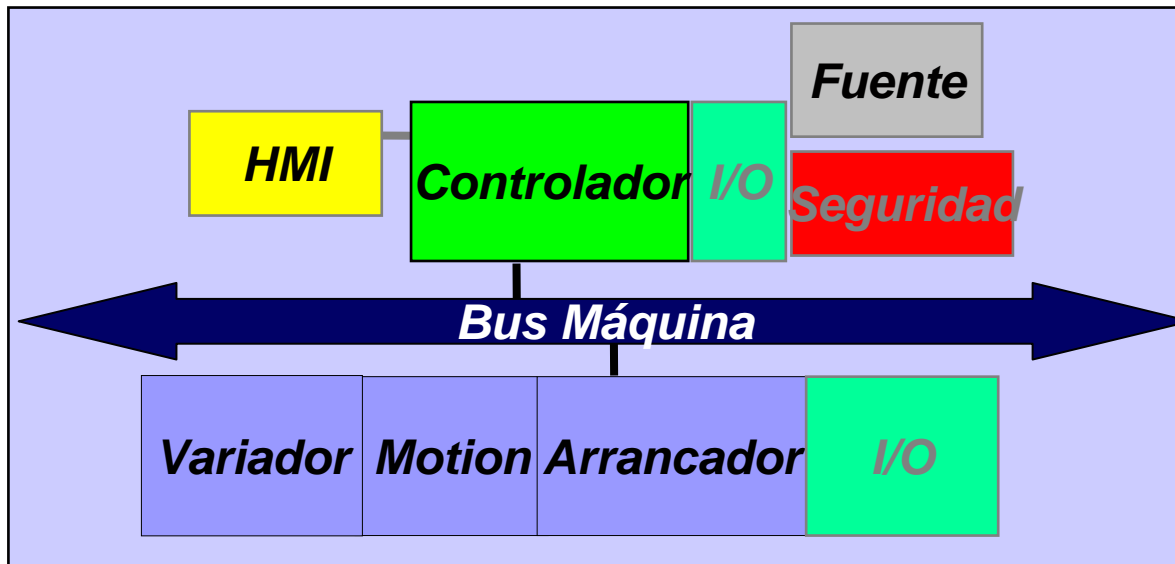 Fuente
HMI
Controlador
I/O
Seguridad
Bus Máquina
Variador
Motion
Arrancador
I/O